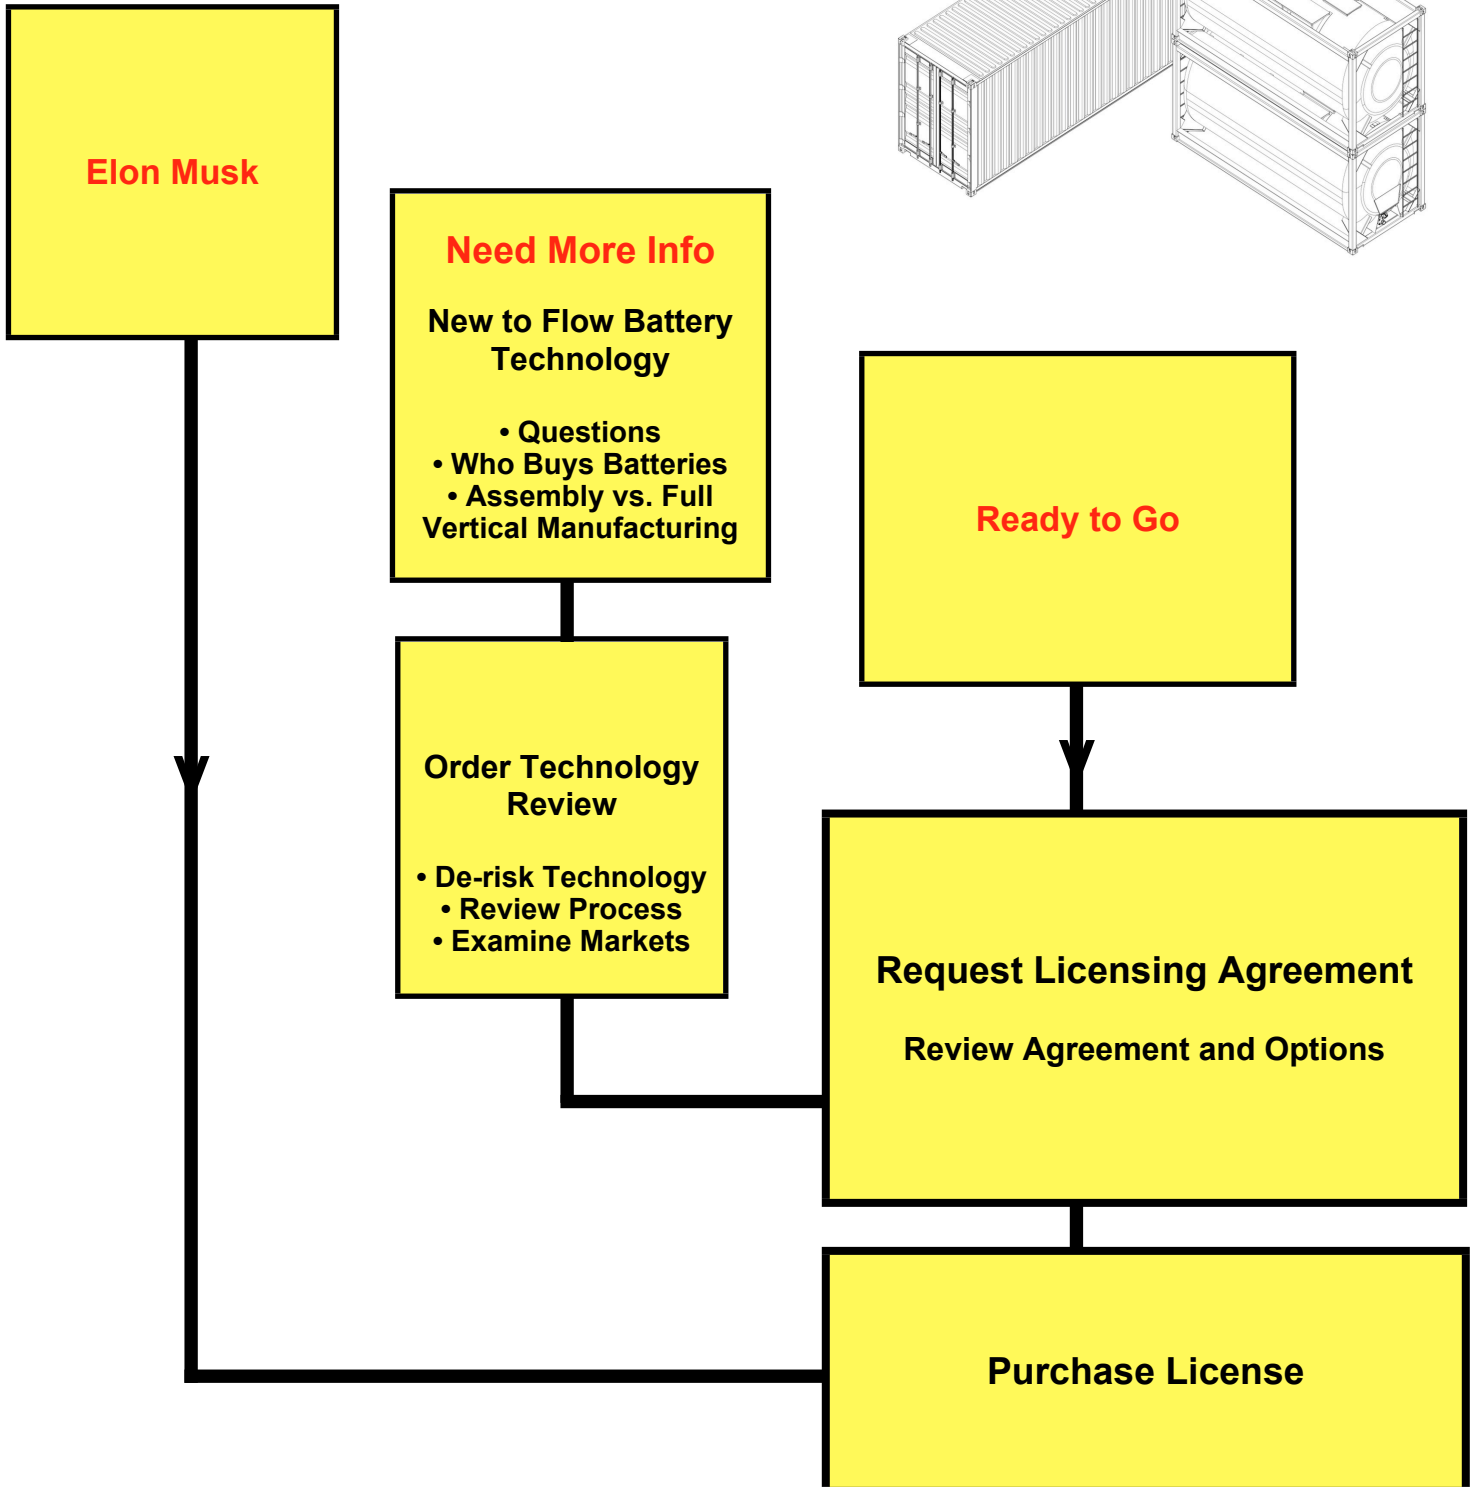 Elon Musk
Need More Info
New to Flow Battery
Technology
• Questions
• Who Buys Batteries
• Assembly vs. Full
Vertical Manufacturing
Ready to Go
Order Technology
Review
• De-risk Technology
• Review Process
• Examine Markets
Request Licensing Agreement
Review Agreement and Options
Purchase License